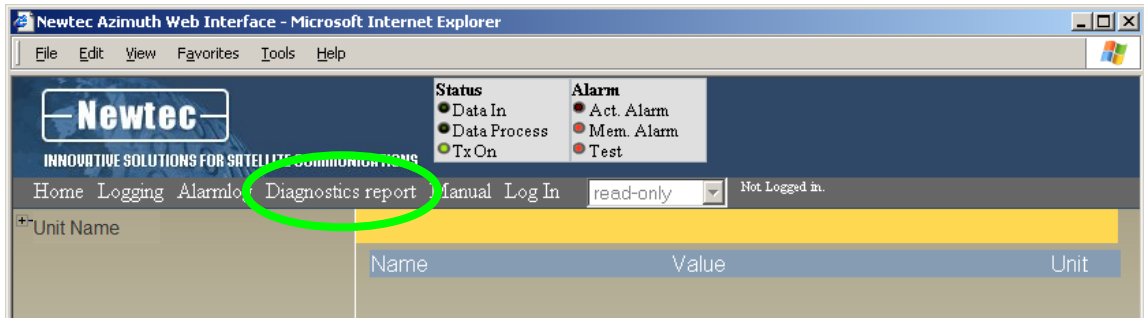 Newtec Azimuth Web Interface - Microsoft Internet Explorer
File Edit View Favorites Tools Help
Newtec
INNOVATIVE SOLUTIONS FOR SATELLITE COMMUNICATIONS
Status Alarm
Data In Act. Alarm
Data Process Mem. Alarm
Tx On Test
Home Logging Alarmlog Diagnostics report Manual Log In read-only Not Logged in.
Unit Name
Name Value Unit